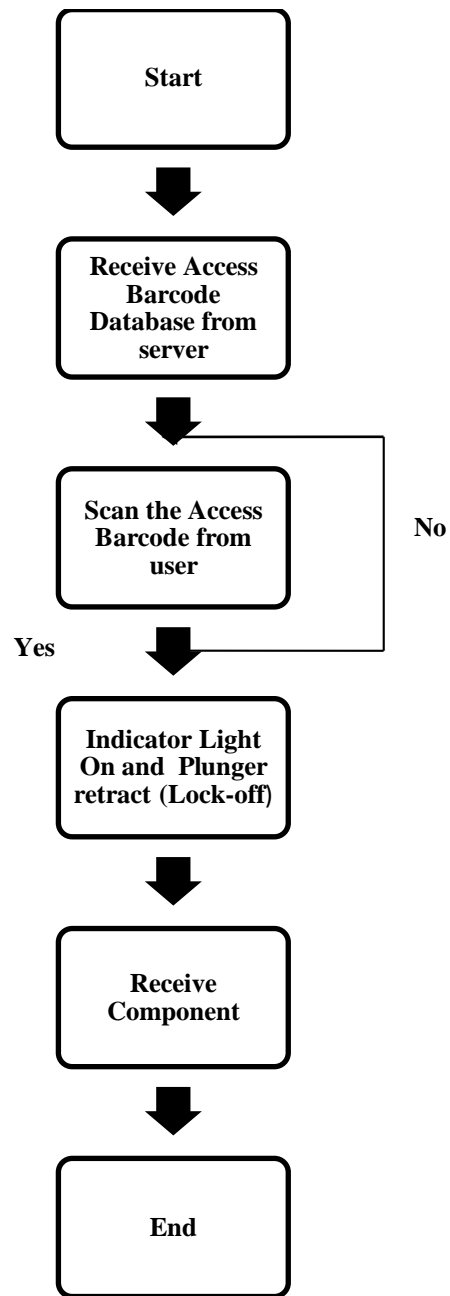 Start
Receive Access
Barcode
Database from
server
Scan the Access
Barcode from
user
No
Yes
Indicator Light
On and Plunger
retract (Lock-off)
Receive
Component
End